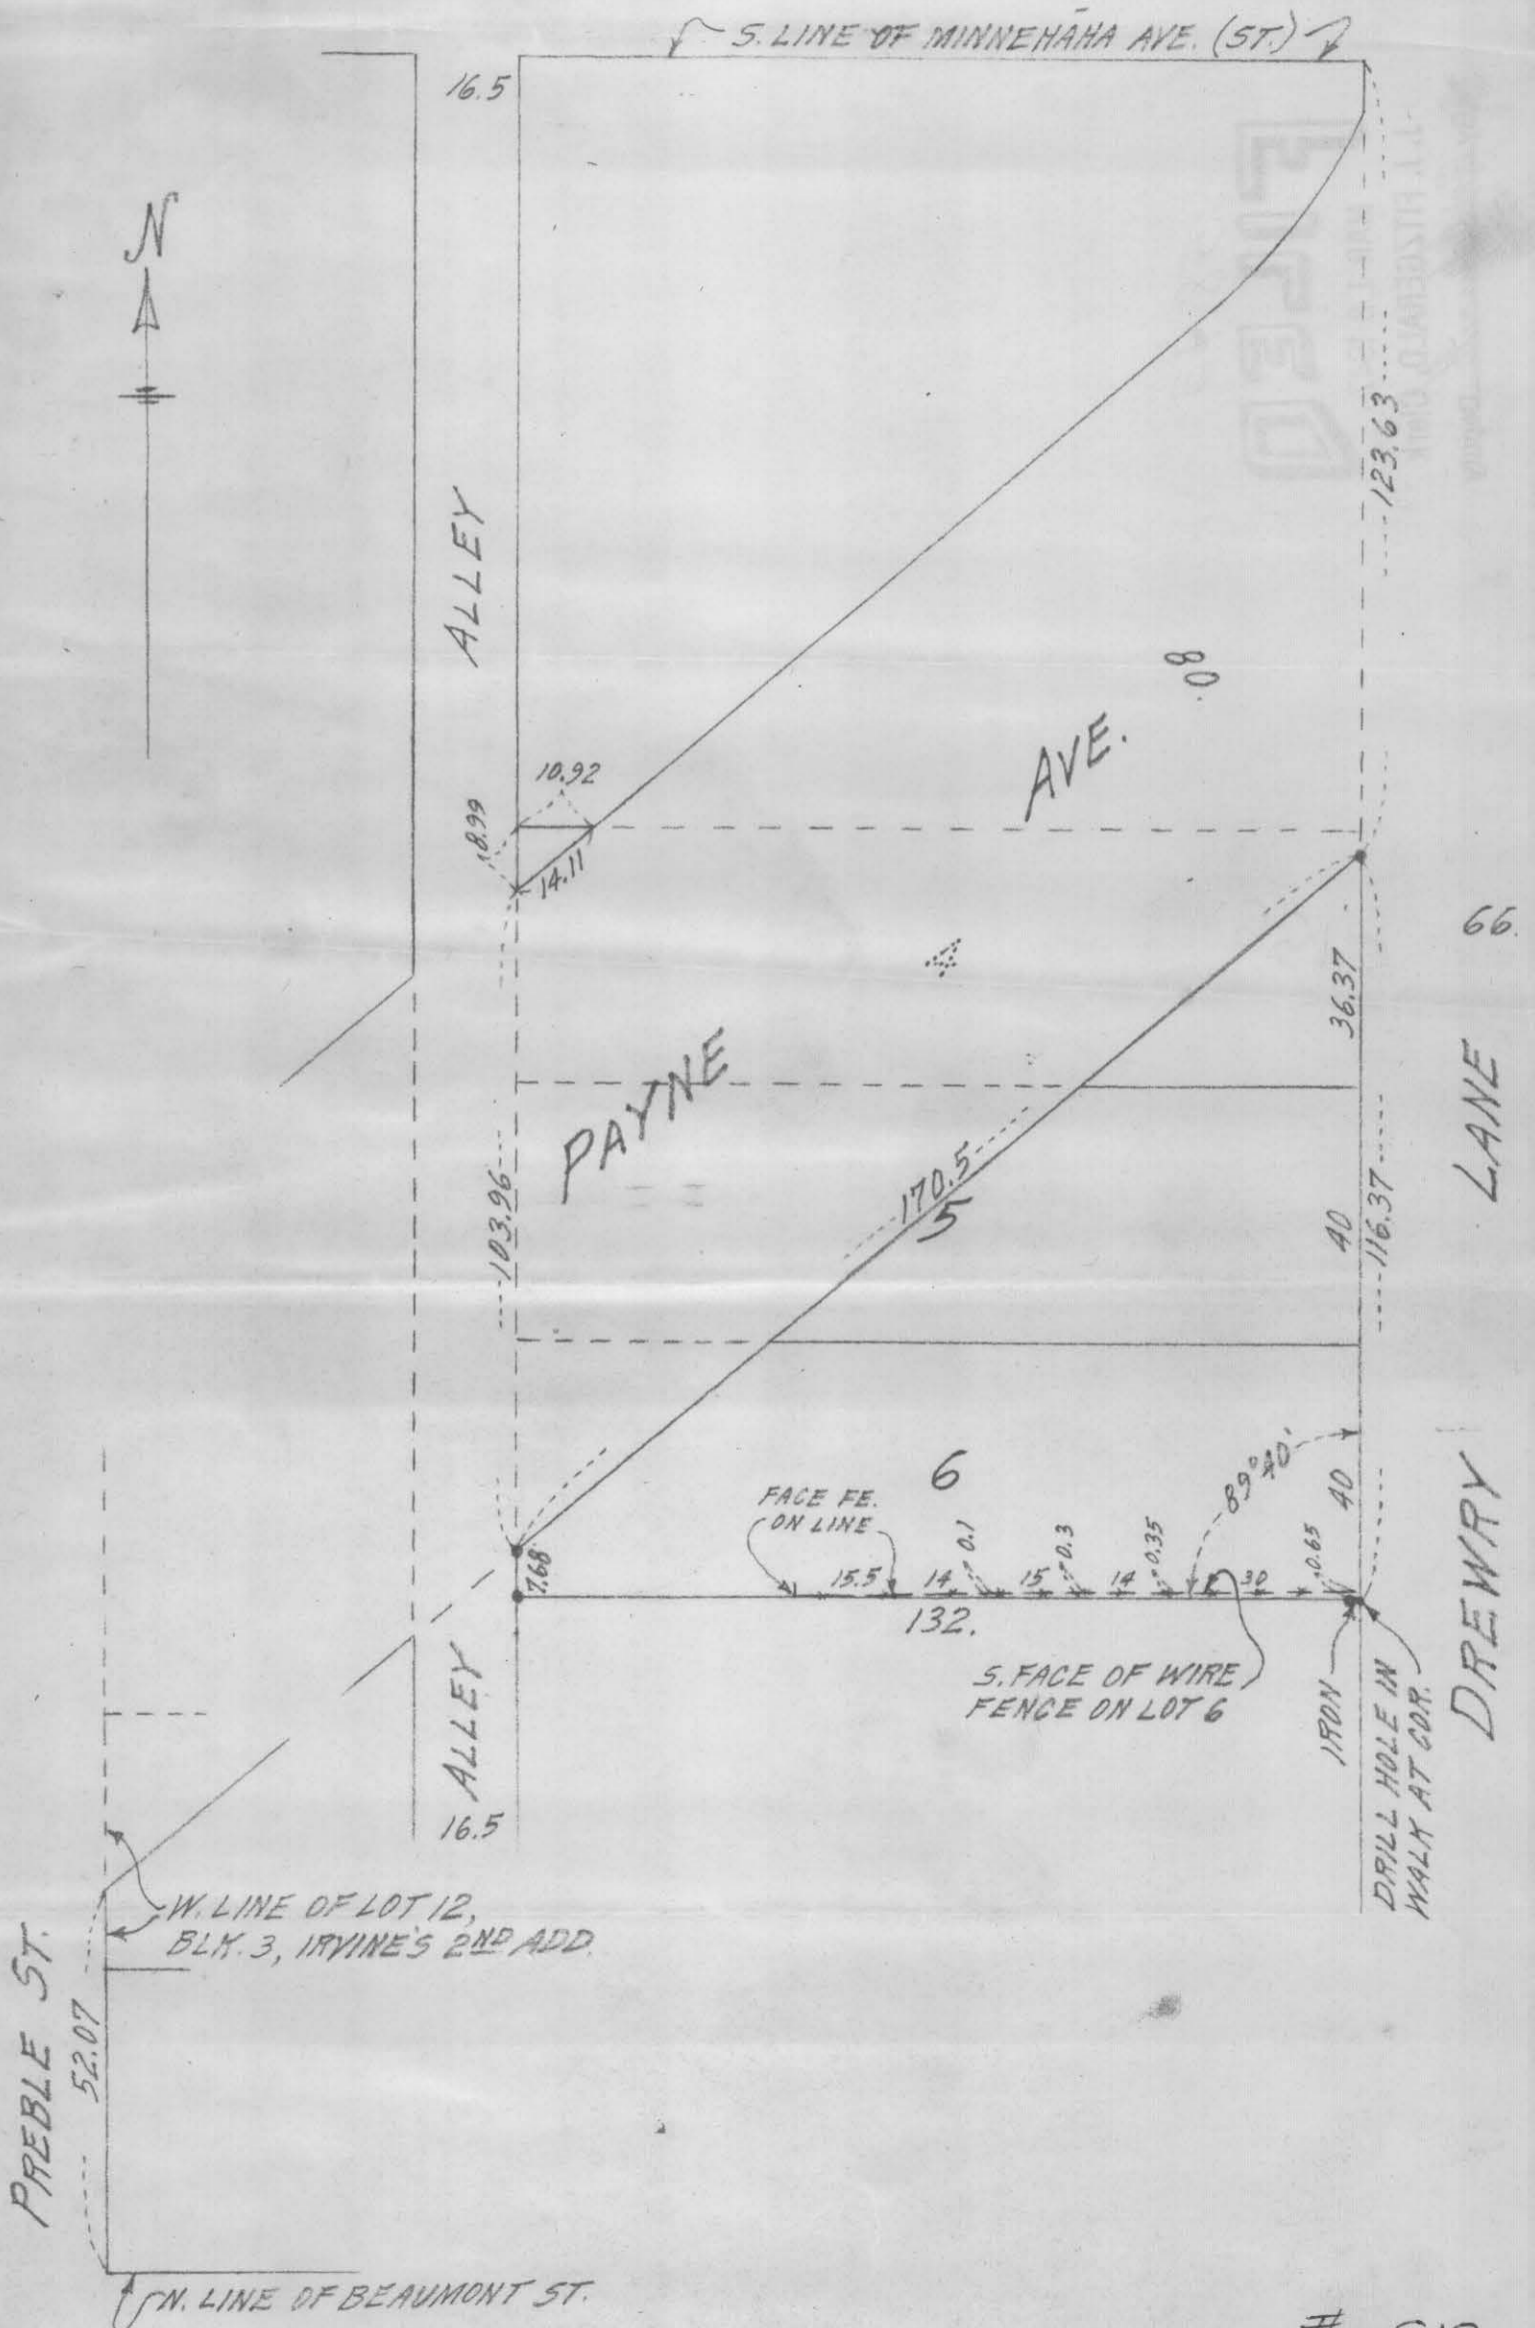 S. LINE OF MINNEHAHA AVE. (ST.)
16.5
N
ALLEY
123.63
80.
AVE.
10.92
8.99
14.11
4
66.
36.37
PAYNE
LANE
103.96
170.5
5
40
116.37
6
89°40'
40
DREWRY
FACE FE.
ON LINE
0.1
0.3
0.35
0.65
7.68
15.5
14
15
14
30
132.
S. FACE OF WIRE
FENCE ON LOT 6
IRON
DRILL HOLE IN
WALK AT COR.
ALLEY
16.5
W. LINE OF LOT 12,
BLK. 3, IRVINE'S 2ND ADD.
PREBLE ST.
52.07
N. LINE OF BEAUMONT ST.